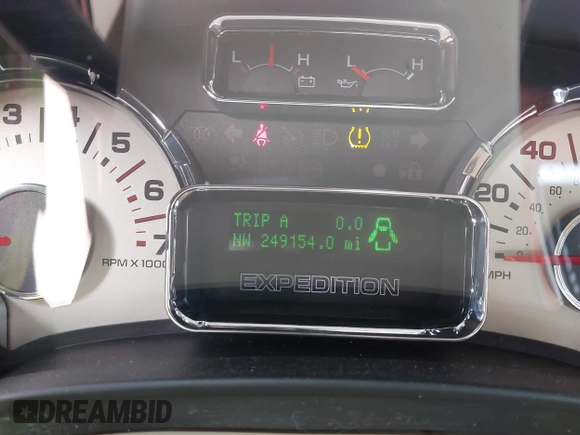 L H
L H
3 4 5 6 7
RPM X 1000
TRIP A 0.0
NW 249154.0 mi
EXPEDITION
40
20
0
MPH
DREAMBID